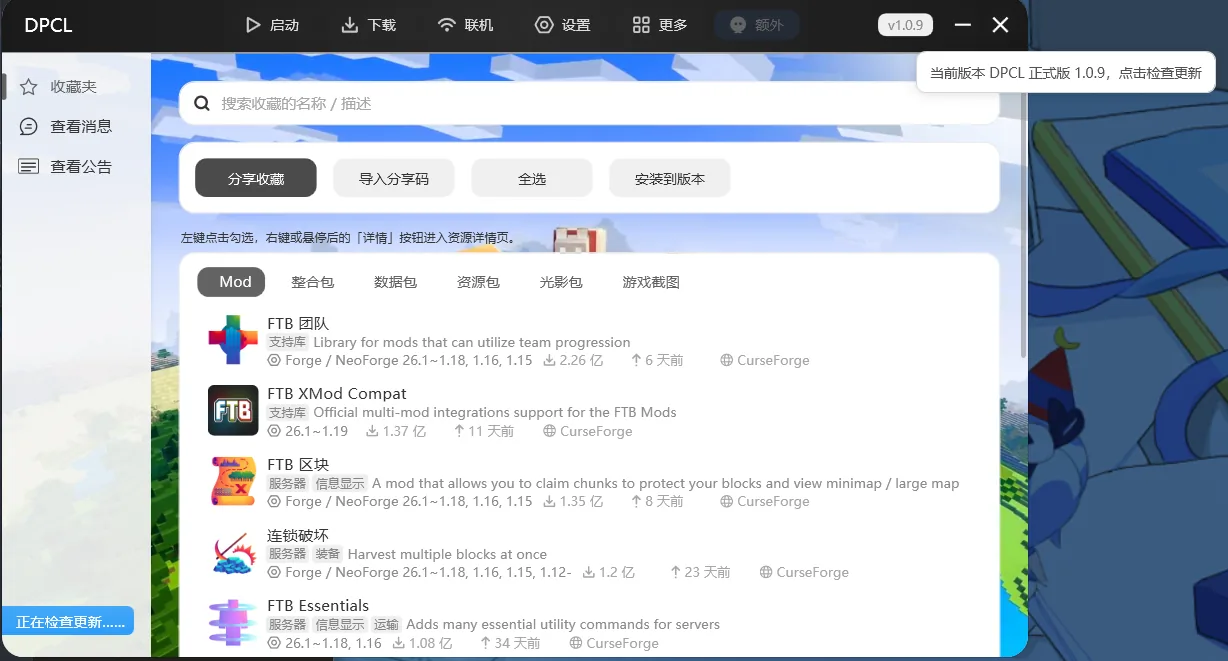 DPCL 启动 下载 联机 设置 更多 额外 v1.0.9
当前版本 DPCL 正式版 1.0.9，点击检查更新
收藏夹
查看消息
查看公告
搜索收藏的名称 / 描述
分享收藏 导入分享码 全选 安装到版本
左键点击勾选，右键或悬停后的「详情」按钮进入资源详情页。
Mod 整合包 数据包 资源包 光影包 游戏截图
FTB 团队
支持库 Library for mods that can utilize team progression
Forge / NeoForge 26.1~1.18, 1.16, 1.15 2.26 亿 6 天前 CurseForge
FTB XMod Compat
支持库 Official multi-mod integrations support for the FTB Mods
26.1~1.19 1.37 亿 11 天前 CurseForge
FTB
FTB 区块
服务器 信息显示 A mod that allows you to claim chunks to protect your blocks and view minimap / large map
Forge / NeoForge 26.1~1.18, 1.16, 1.15 1.35 亿 8 天前 CurseForge
连锁破坏
服务器 装备 Harvest multiple blocks at once
Forge / NeoForge 26.1~1.18, 1.16, 1.15, 1.12- 1.2 亿 23 天前 CurseForge
FTB Essentials
服务器 信息显示 运输 Adds many essential utility commands for servers
26.1~1.18, 1.16 1.08 亿 34 天前 CurseForge
正在检查更新......